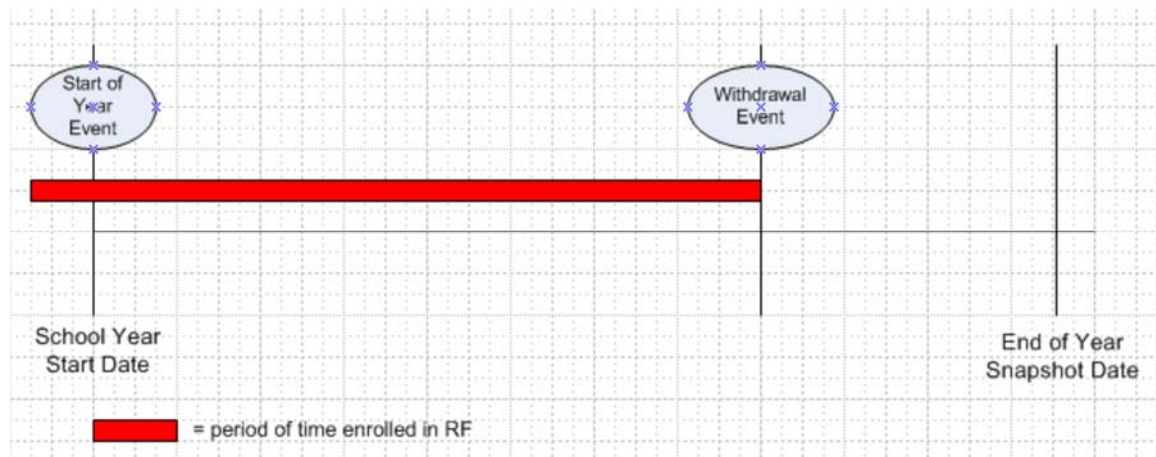 Start of
Year
Event
Withdrawal
Event
School Year
Start Date
End of Year
Snapshot Date
= period of time enrolled in RF